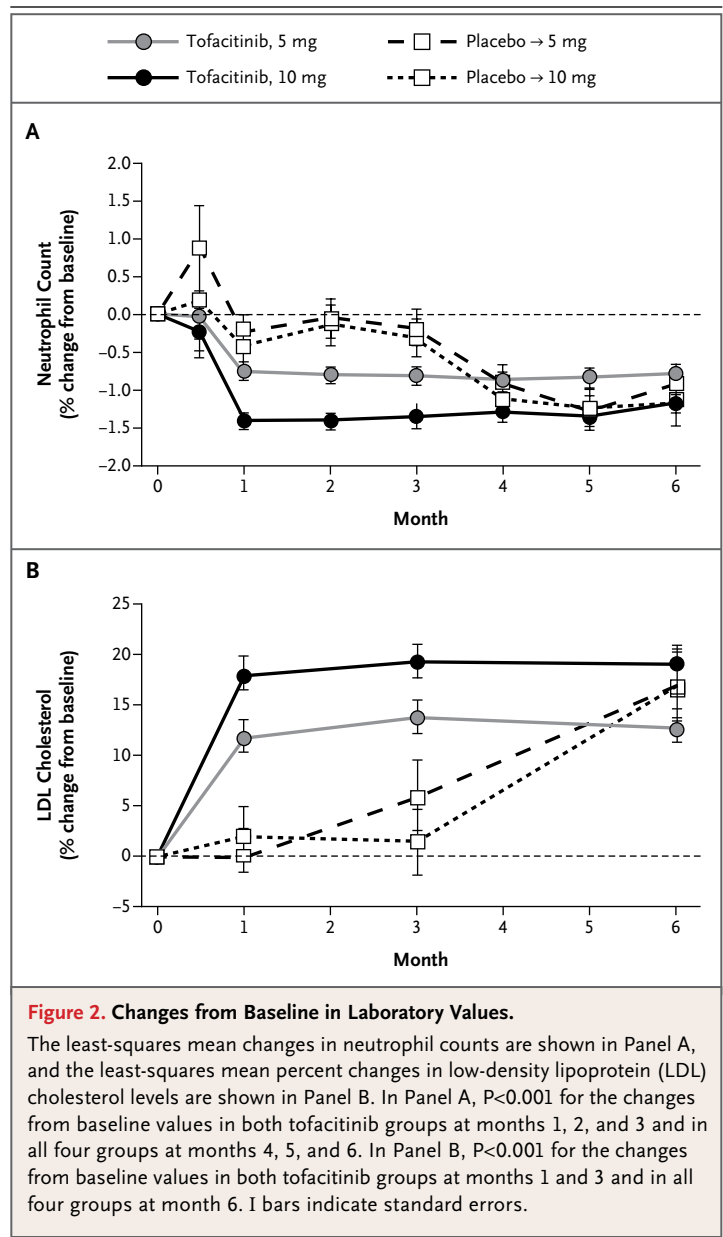 Tofacitinib, 5 mg
Placebo → 5 mg
Tofacitinib, 10 mg
Placebo → 10 mg
A
Neutrophil Count
(% change from baseline)
2.0
1.5
1.0
0.5
0.0
−0.5
−1.0
−1.5
−2.0
0 1 2 3 4 5 6
Month
B
LDL Cholesterol
(% change from baseline)
25
20
15
10
5
0
−5
0 1 2 3 4 5 6
Month
Figure 2. Changes from Baseline in Laboratory Values.
The least-squares mean changes in neutrophil counts are shown in Panel A,
and the least-squares mean percent changes in low-density lipoprotein (LDL)
cholesterol levels are shown in Panel B. In Panel A, P<0.001 for the changes
from baseline values in both tofacitinib groups at months 1, 2, and 3 and in
all four groups at months 4, 5, and 6. In Panel B, P<0.001 for the changes
from baseline values in both tofacitinib groups at months 1 and 3 and in all
four groups at month 6. I bars indicate standard errors.